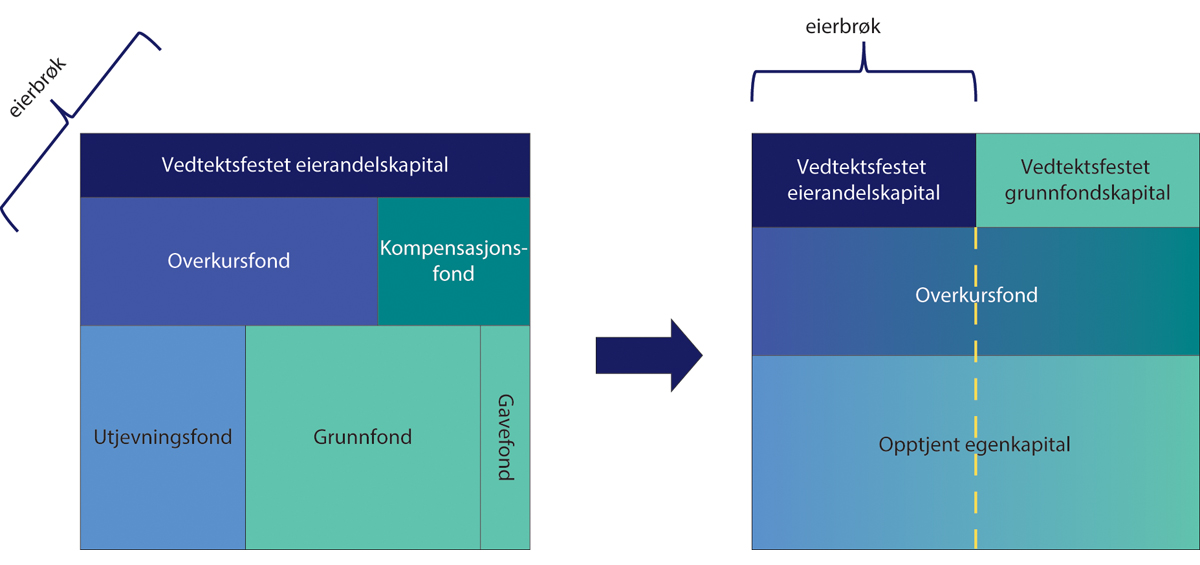 eierbrøk
Vedtektsfestet eierandelskapital
Overkursfond
Kompensasjons-
fond
Utjevningsfond
Grunnfond
Gavefond
eierbrøk
Vedtektsfestet
eierandelskapital
Vedtektsfestet
grunnfondskapital
Overkursfond
Opptjent egenkapital